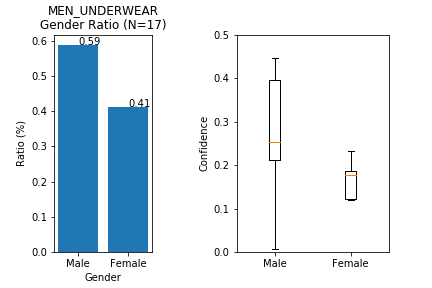 MEN_UNDERWEAR
Gender Ratio (N=17)
0.6
0.5
0.4
0.3
0.2
0.1
0.0
Ratio (%)
0.59
0.41
Male Female
Gender
0.5
0.4
0.3
0.2
0.1
0.0
Confidence
Male Female